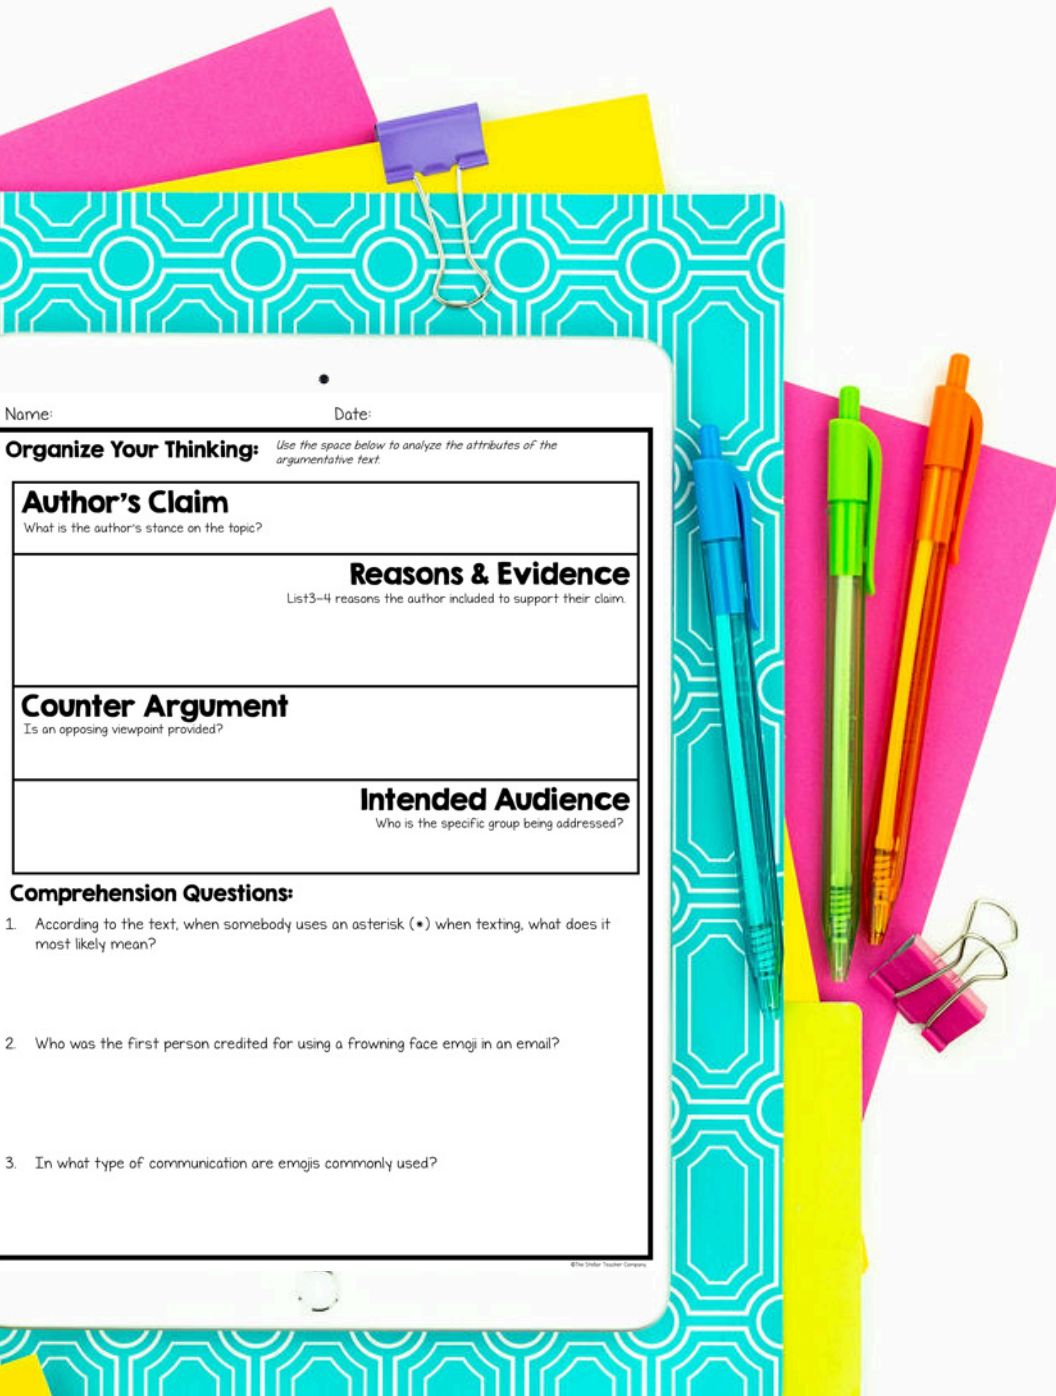 Name: Date:
Organize Your Thinking: Use the space below to analyze the attributes of the
argumentative text.
Author's Claim
What is the author's stance on the topic?
Reasons & Evidence
List3-4 reasons the author included to support their claim.
Counter Argument
Is an opposing viewpoint provided?
Intended Audience
Who is the specific group being addressed?
Comprehension Questions:
1. According to the text, when somebody uses an asterisk (*) when texting, what does it
most likely mean?
2. Who was the first person credited for using a frowning face emoji in an email?
3. In what type of communication are emojis commonly used?
©The Stellar Teacher Company